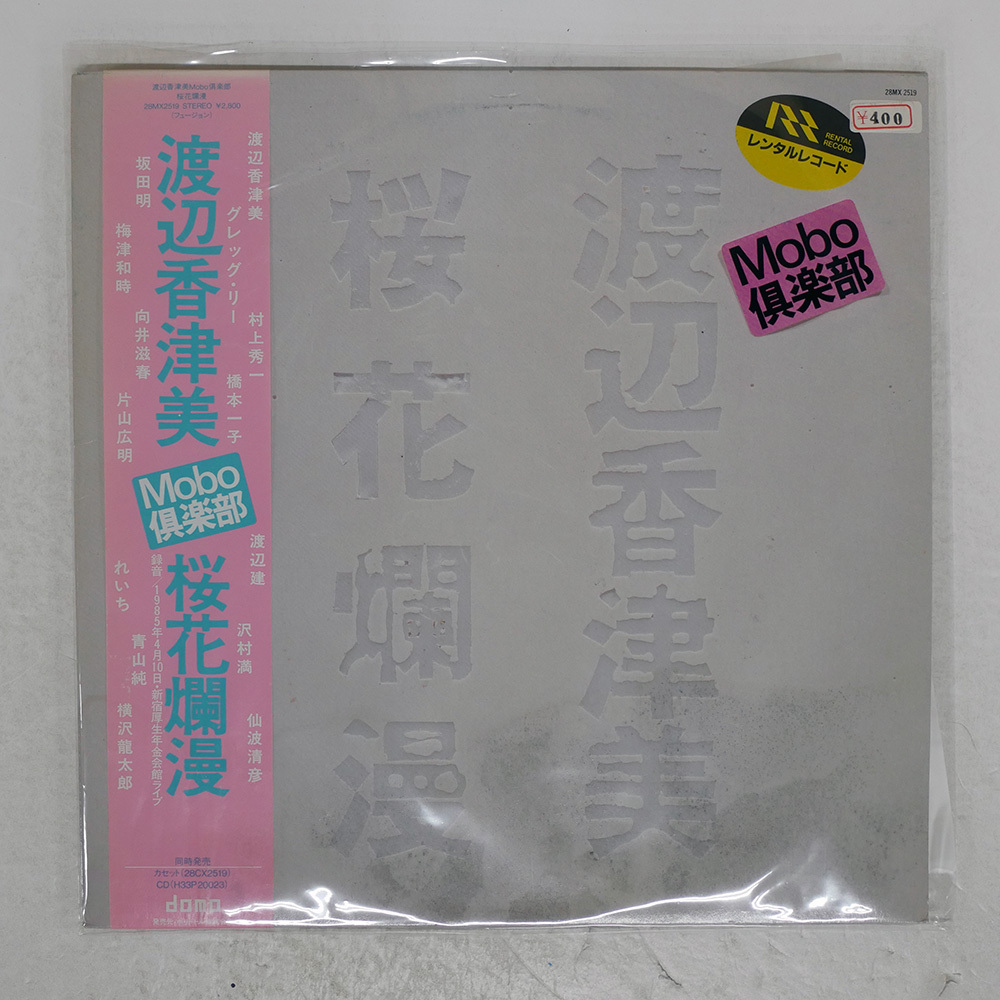 渡辺香津美Mobo倶楽部
桜花爛漫
28MX2519 STEREO ¥2,800
(フュージョン)
渡辺香津美
Mobo
倶楽部
桜花爛漫
録音/1985年4月10日・新宿厚生年金会館ライブ
渡辺香津美
グレッグ・リー
村上秀一
橋本一子
坂田明
梅津和時
向井滋春
片山広明
渡辺建
沢村満
仙波清彦
れいち
青山純
横沢龍太郎
同時発売
カセット(28CX2519)
CD(H33P20023)
domo
28MX 2519
¥400
RENTAL
RECORD
レンタルレコード
Mobo
倶楽部
渡辺香津美
桜花爛漫